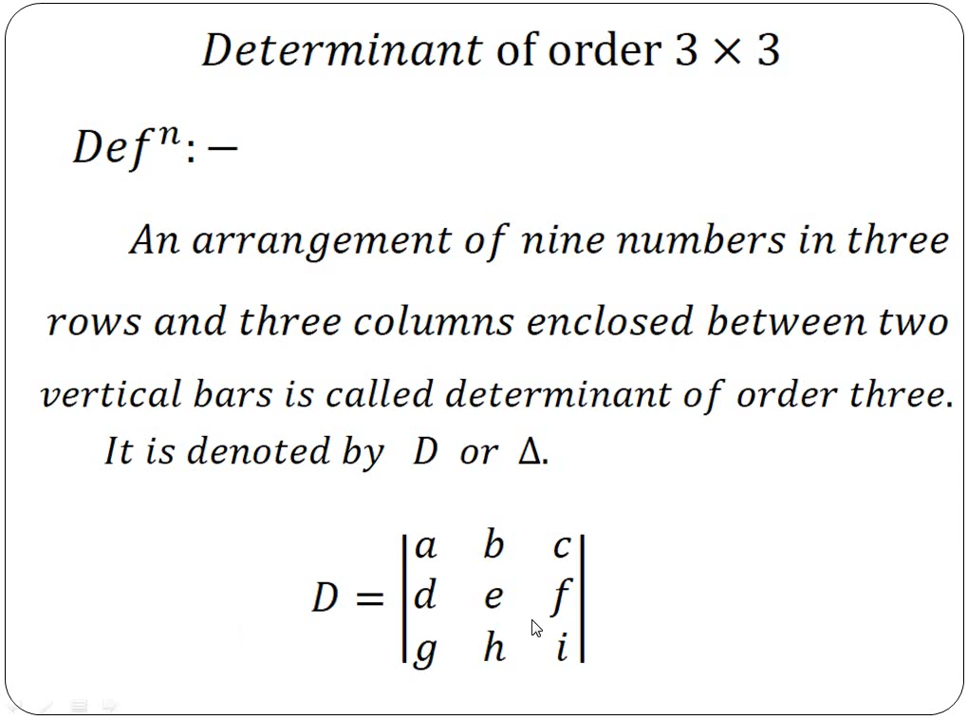 Determinant of order 3 × 3
Defⁿ: −
An arrangement of nine numbers in three
rows and three columns enclosed between two
vertical bars is called determinant of order three.
It is denoted by D or Δ.
D = |a b c|
|d e f|
|g h i|